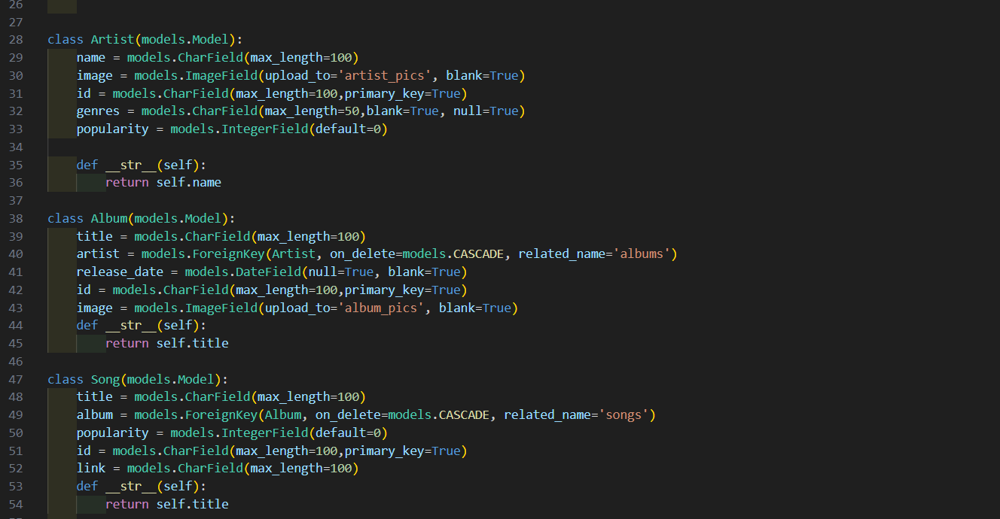 26
27
28 class Artist(models.Model):
29     name = models.CharField(max_length=100)
30     image = models.ImageField(upload_to='artist_pics', blank=True)
31     id = models.CharField(max_length=100,primary_key=True)
32     genres = models.CharField(max_length=50,blank=True, null=True)
33     popularity = models.IntegerField(default=0)
34
35     def __str__(self):
36         return self.name
37
38 class Album(models.Model):
39     title = models.CharField(max_length=100)
40     artist = models.ForeignKey(Artist, on_delete=models.CASCADE, related_name='albums')
41     release_date = models.DateField(null=True, blank=True)
42     id = models.CharField(max_length=100,primary_key=True)
43     image = models.ImageField(upload_to='album_pics', blank=True)
44     def __str__(self):
45         return self.title
46
47 class Song(models.Model):
48     title = models.CharField(max_length=100)
49     album = models.ForeignKey(Album, on_delete=models.CASCADE, related_name='songs')
50     popularity = models.IntegerField(default=0)
51     id = models.CharField(max_length=100,primary_key=True)
52     link = models.CharField(max_length=100)
53     def __str__(self):
54         return self.title